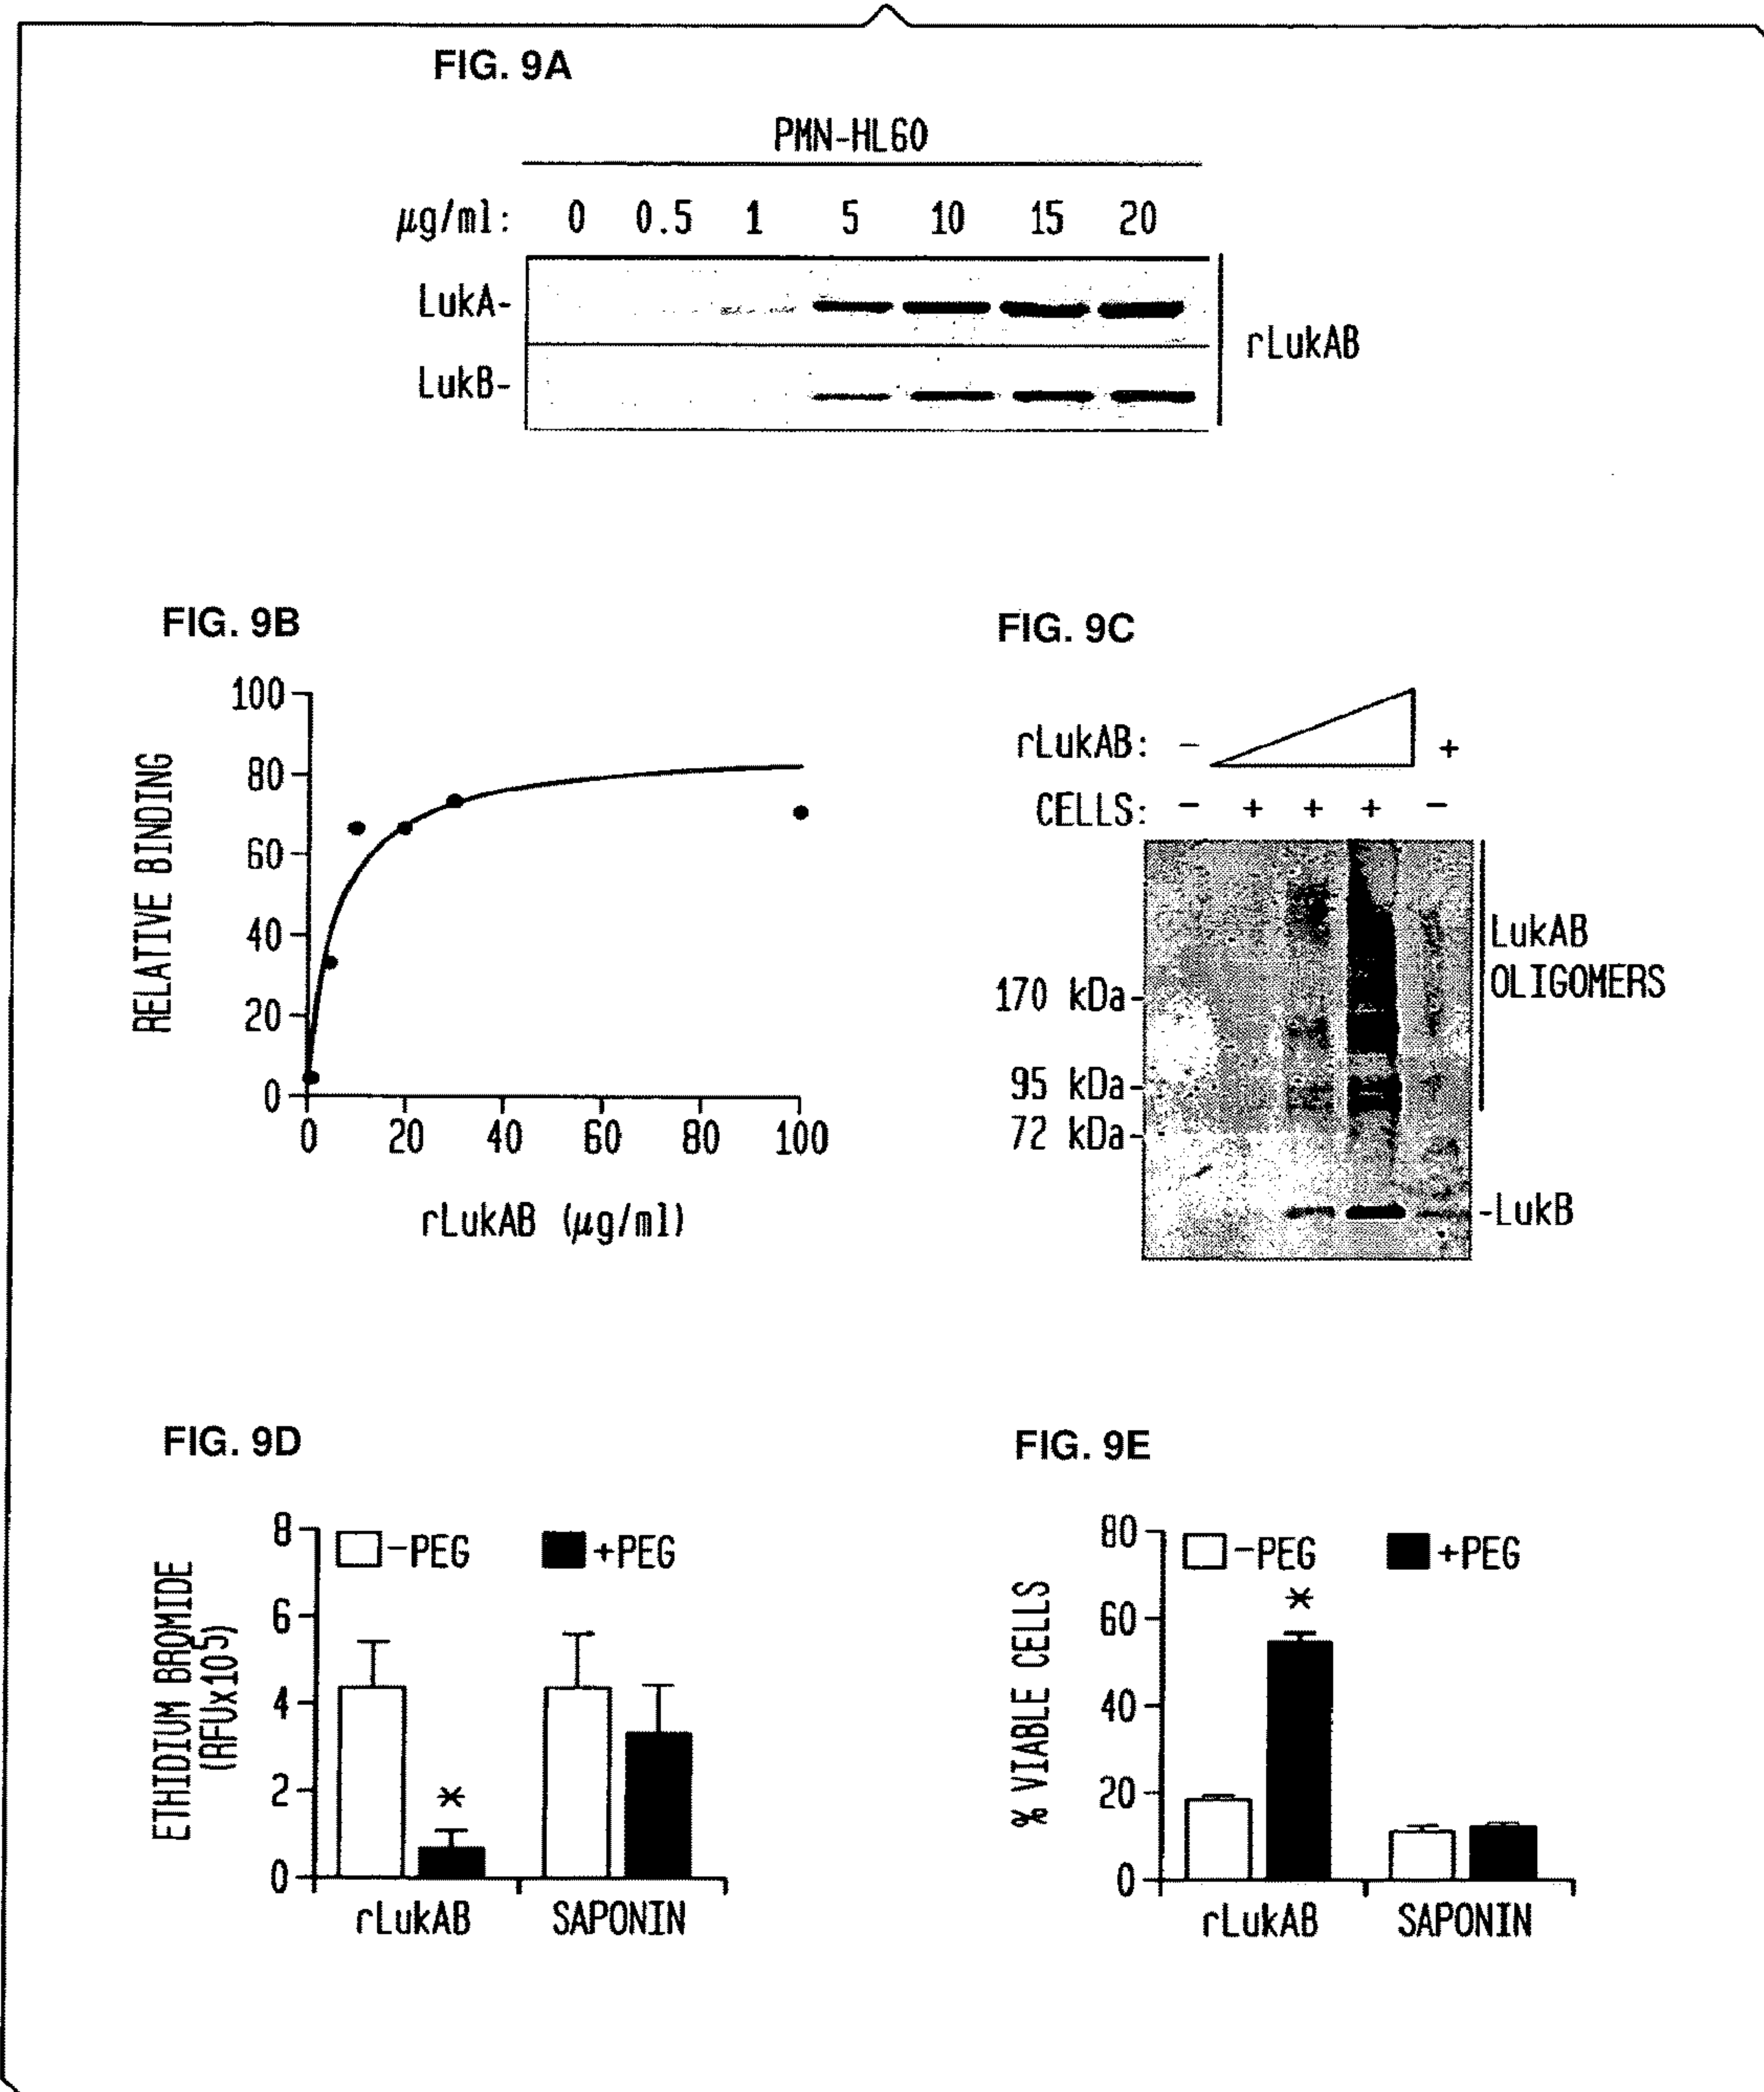 FIG. 9A
PMN-HL60
μg/ml: 0 0.5 1 5 10 15 20
LukA-
LukB-
rLukAB
FIG. 9B
100
80
60
40
20
0
RELATIVE BINDING
0 20 40 60 80 100
rLukAB (μg/ml)
FIG. 9C
rLukAB: - +
CELLS: - + + + -
170 kDa-
95 kDa-
72 kDa-
LukAB
OLIGOMERS
-LukB
FIG. 9D
-PEG +PEG
8
6
4
2
0
ETHIDIUM BROMIDE
(RFUx10⁵)
*
rLukAB SAPONIN
FIG. 9E
-PEG +PEG
80
60
40
20
0
% VIABLE CELLS
*
rLukAB SAPONIN